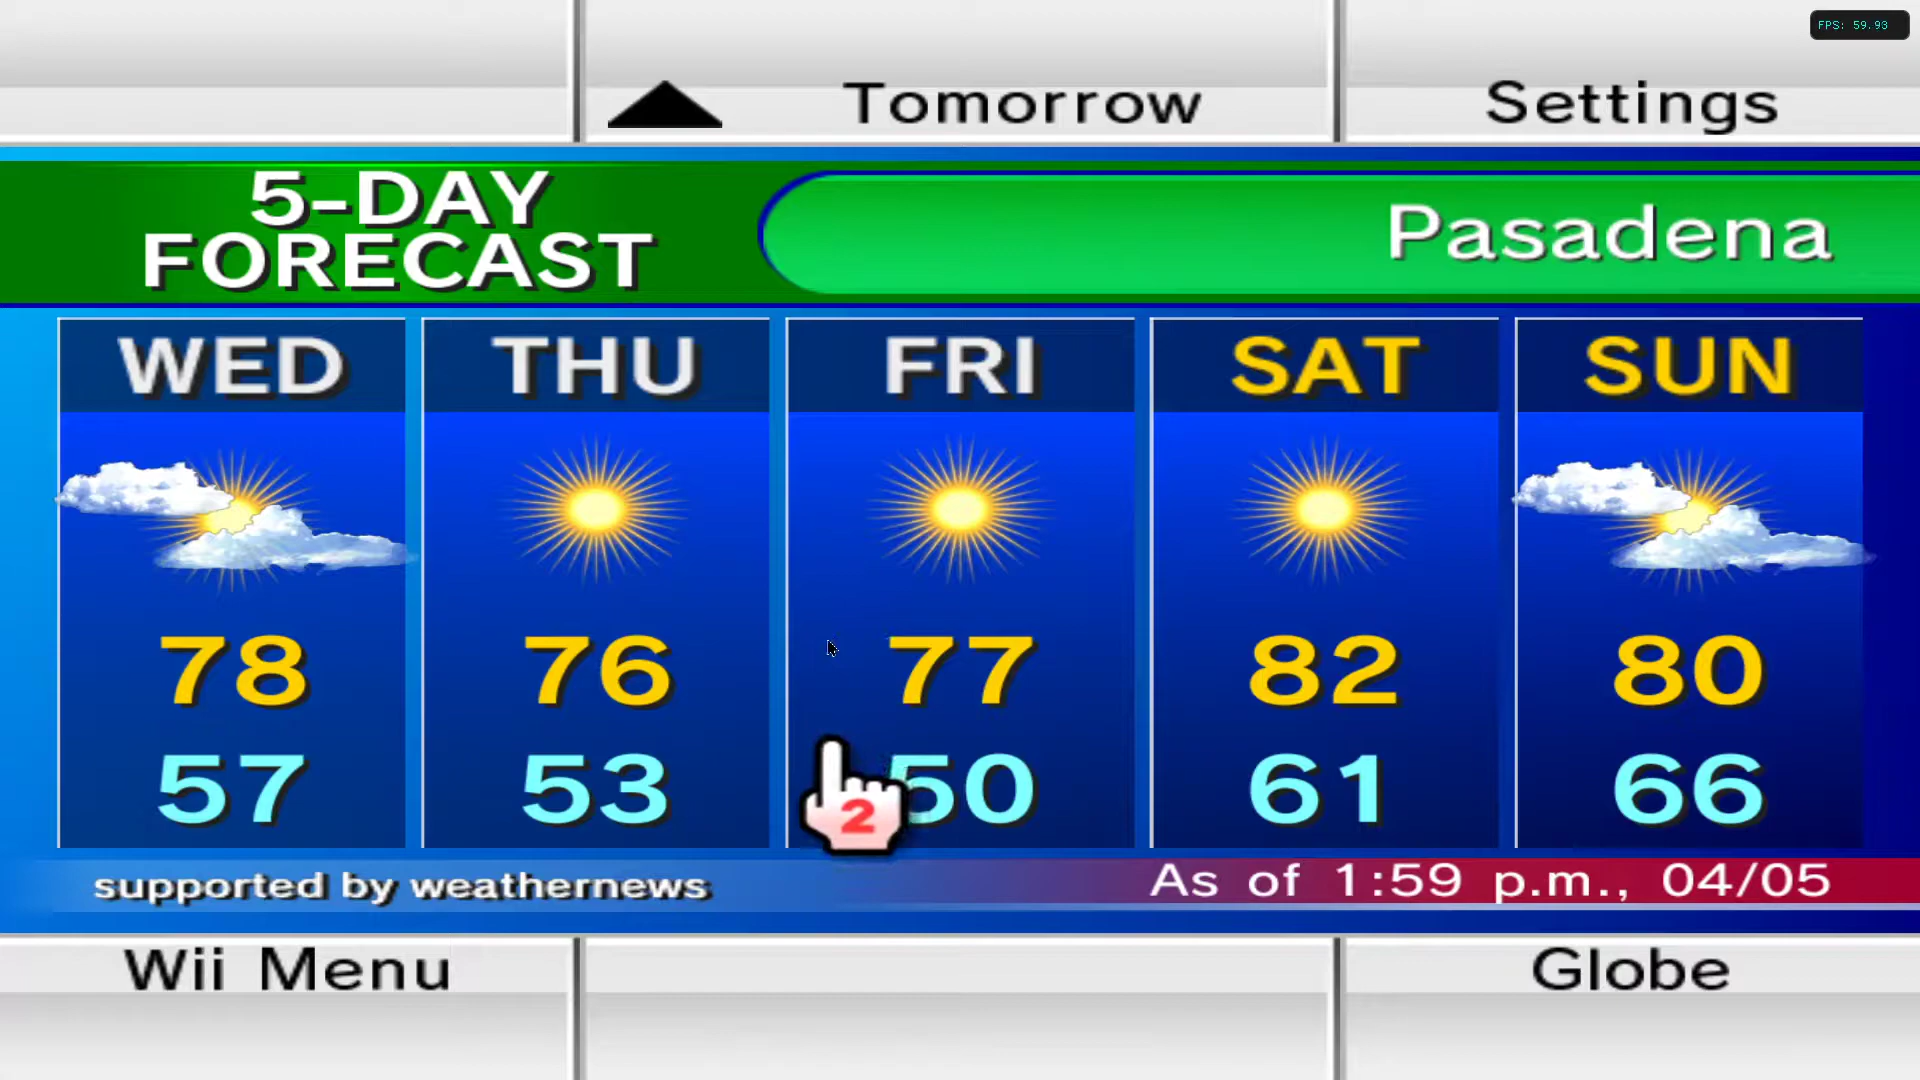 FPS: 59.93
Tomorrow
Settings
5-DAY
FORECAST
Pasadena
WED THU FRI SAT SUN
78 76 77 82 80
57 53 50 61 66
2
supported by weathernews
As of 1:59 p.m., 04/05
Wii Menu
Globe